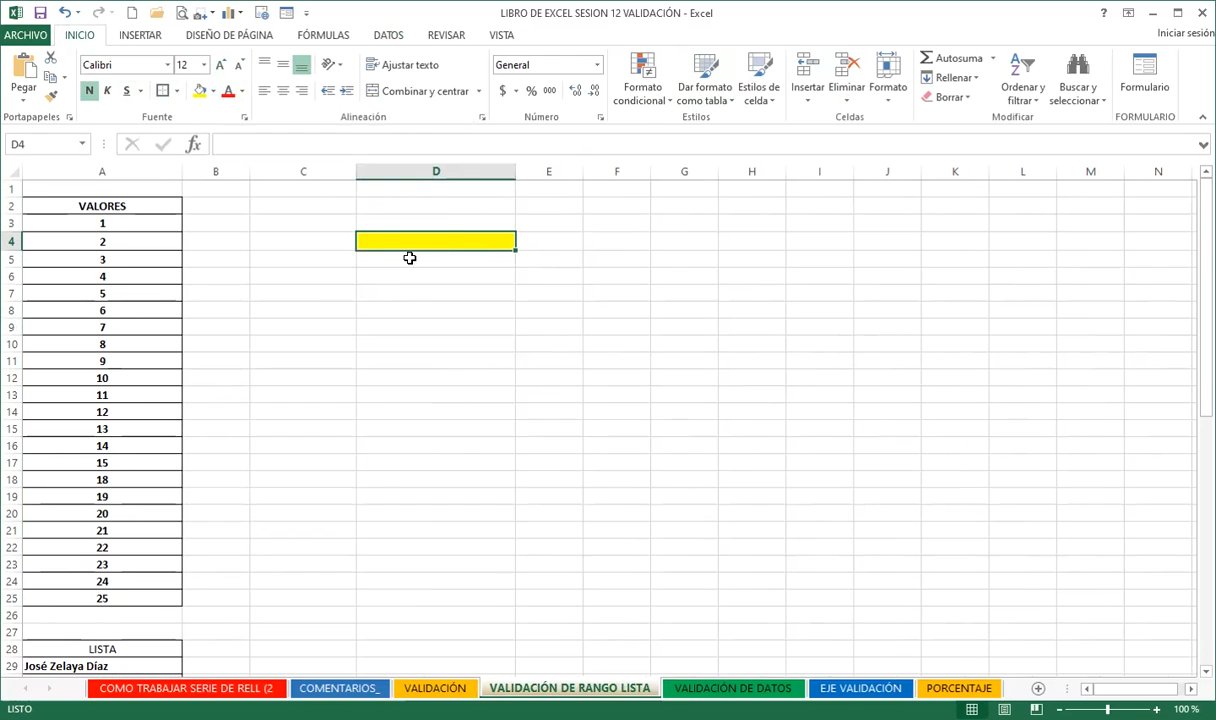 LIBRO DE EXCEL SESION 12 VALIDACIÓN - Excel
ARCHIVO INICIO INSERTAR DISEÑO DE PÁGINA FÓRMULAS DATOS REVISAR VISTA Iniciar sesión
Pegar
Portapapeles
Calibri 12
N K S
Fuente
Ajustar texto
Combinar y centrar
Alineación
General
$ % 000
Número
Formato condicional
Dar formato como tabla
Estilos de celda
Estilos
Insertar Eliminar Formato
Celdas
Autosuma
Rellenar
Borrar
Ordenar y filtrar
Buscar y seleccionar
Modificar
Formulario
FORMULARIO
D4 fx
A B C D E F G H I J K L M N
1
2 VALORES
3 1
4 2
5 3
6 4
7 5
8 6
9 7
10 8
11 9
12 10
13 11
14 12
15 13
16 14
17 15
18 18
19 19
20 20
21 21
22 22
23 23
24 24
25 25
26
27
28 LISTA
29 José Zelaya Díaz
COMO TRABAJAR SERIE DE RELL (2 COMENTARIOS_ VALIDACIÓN VALIDACIÓN DE RANGO LISTA VALIDACIÓN DE DATOS EJE VALIDACIÓN PORCENTAJE
LISTO 100 %